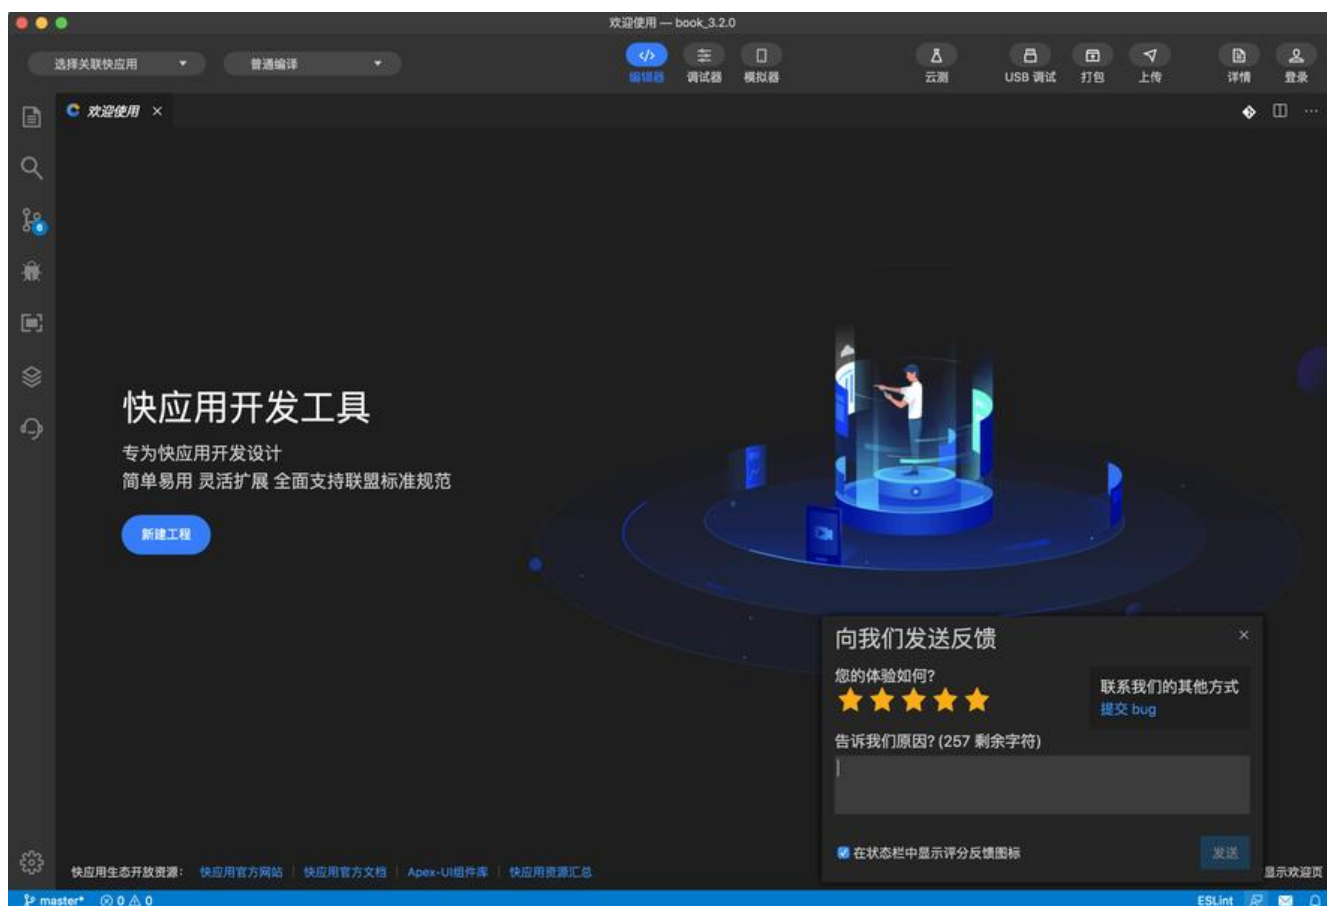 欢迎使用 — book_3.2.0
选择关联快应用
普通编译
编辑器
调试器
模拟器
云测
USB 调试
打包
上传
详情
登录
欢迎使用
6
快应用开发工具
专为快应用开发设计
简单易用 灵活扩展 全面支持联盟标准规范
新建工程
向我们发送反馈
您的体验如何?
联系我们的其他方式
提交 bug
告诉我们原因? (257 剩余字符)
在状态栏中显示评分反馈图标
发送
快应用生态开放资源: 快应用官方网站 | 快应用官方文档 | Apex-UI组件库 | 快应用资源汇总
显示欢迎页
master* 0 0
ESLint